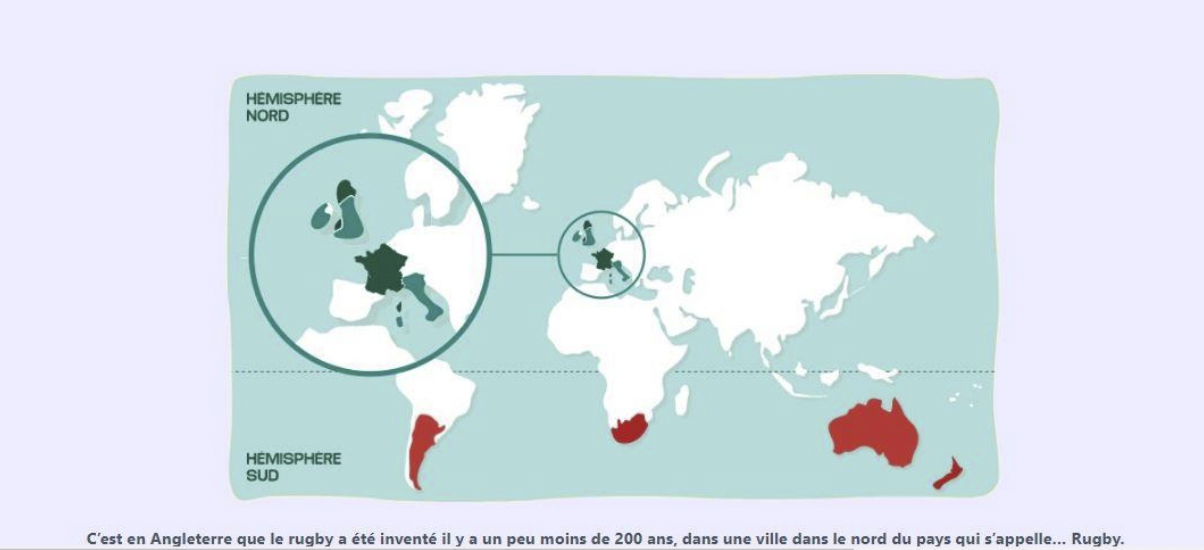 HÉMISPHÈRE
NORD
HÉMISPHÈRE
SUD
C'est en Angleterre que le rugby a été inventé il y a un peu moins de 200 ans, dans une ville dans le nord du pays qui s'appelle... Rugby.